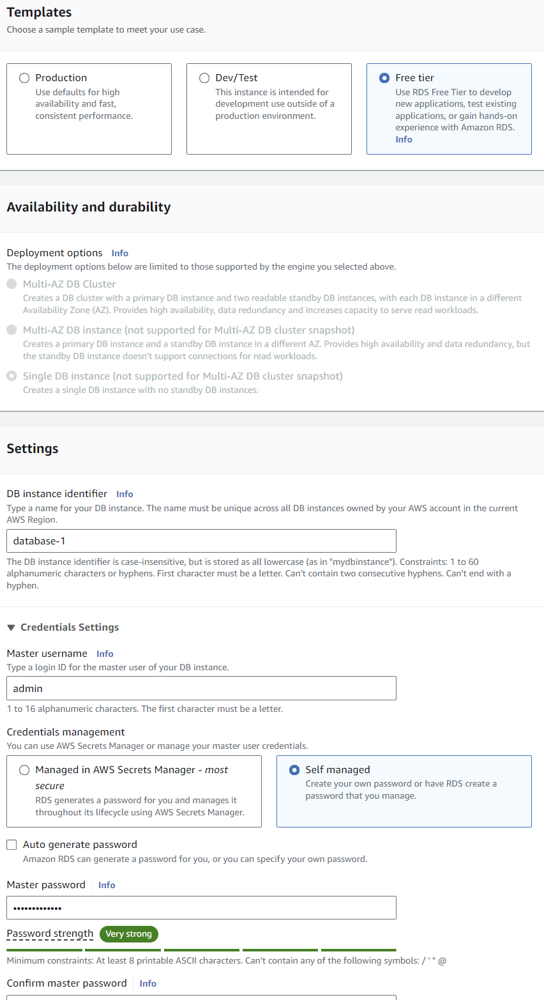 Templates
Choose a sample template to meet your use case.
Production
Use defaults for high
availability and fast,
consistent performance.
Dev/Test
This instance is intended for
development use outside of a
production environment.
Free tier
Use RDS Free Tier to develop
new applications, test existing
applications, or gain hands-on
experience with Amazon RDS.
Info
Availability and durability
Deployment options Info
The deployment options below are limited to those supported by the engine you selected above.
Multi-AZ DB Cluster
Creates a DB cluster with a primary DB instance and two readable standby DB instances, with each DB instance in a different
Availability Zone (AZ). Provides high availability, data redundancy and increases capacity to serve read workloads.
Multi-AZ DB instance (not supported for Multi-AZ DB cluster snapshot)
Creates a primary DB instance and a standby DB instance in a different AZ. Provides high availability and data redundancy, but
the standby DB instance doesn't support connections for read workloads.
Single DB instance (not supported for Multi-AZ DB cluster snapshot)
Creates a single DB instance with no standby DB instances.
Settings
DB instance identifier Info
Type a name for your DB instance. The name must be unique across all DB instances owned by your AWS account in the current
AWS Region.
database-1
The DB instance identifier is case-insensitive, but is stored as all lowercase (as in "mydbinstance"). Constraints: 1 to 60
alphanumeric characters or hyphens. First character must be a letter. Can't contain two consecutive hyphens. Can't end with a
hyphen.
Credentials Settings
Master username Info
Type a login ID for the master user of your DB instance.
admin
1 to 16 alphanumeric characters. The first character must be a letter.
Credentials management
You can use AWS Secrets Manager or manage your master user credentials.
Managed in AWS Secrets Manager - most
secure
RDS generates a password for you and manages it
throughout its lifecycle using AWS Secrets Manager.
Self managed
Create your own password or have RDS create a
password that you manage.
Auto generate password
Amazon RDS can generate a password for you, or you can specify your own password.
Master password Info
•••••••••••••
Password strength Very strong
Minimum constraints: At least 8 printable ASCII characters. Can't contain any of the following symbols: / ' " @
Confirm master password Info